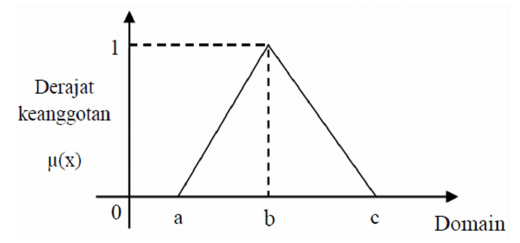 1
Derajat
keanggotan
μ(x)
0
a
b
c
Domain